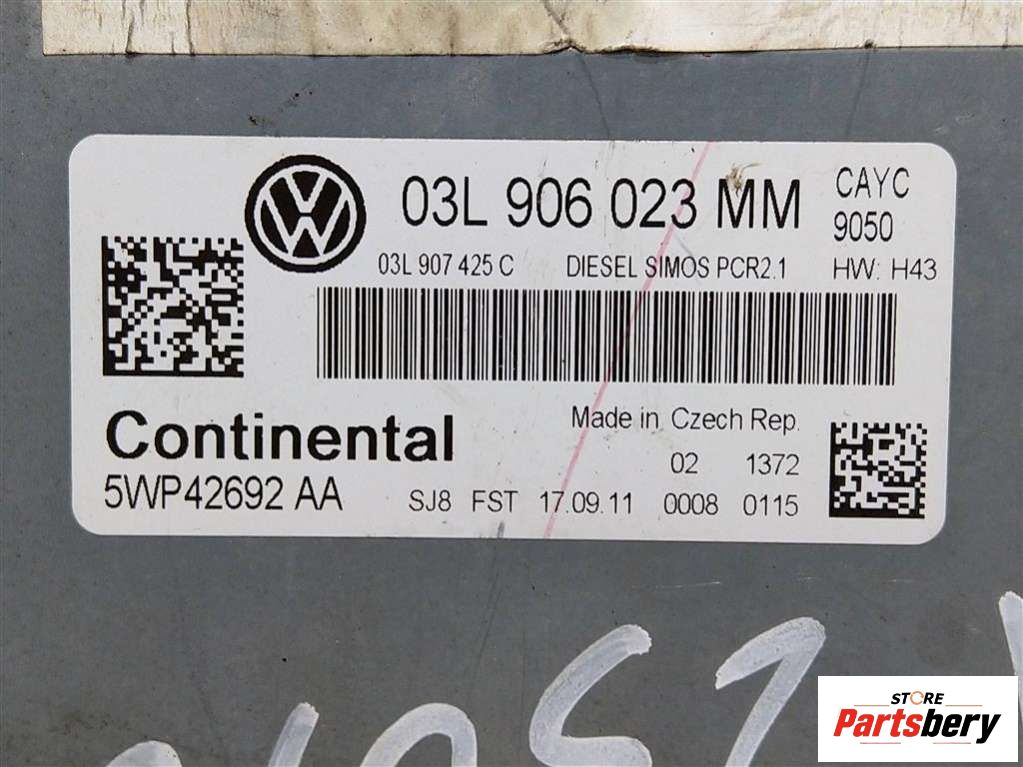 03L 906 023 MM
CAYC
9050
03L 907 425 C DIESEL SIMOS PCR2.1 HW: H43
Continental
Made in Czech Rep.
02 1372
5WP42692 AA SJ8 FST 17.09.11 0008 0115
STORE
Partsbery